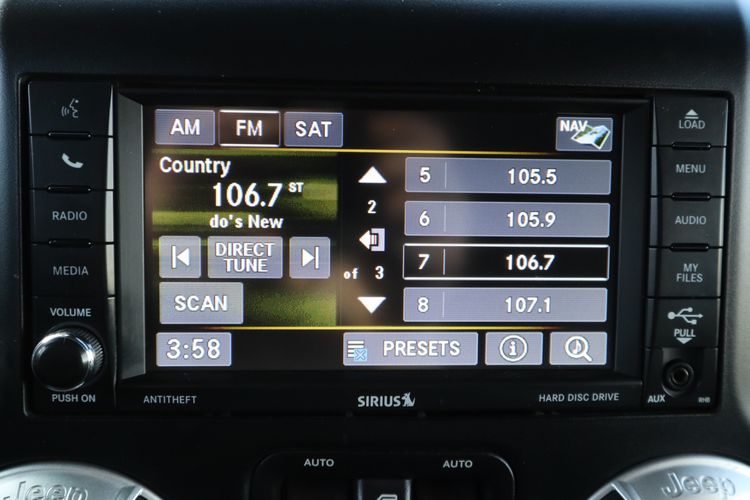 AM FM SAT NAV
LOAD
Country
106.7 ST
do's New
2
of 3
5 105.5
6 105.9
7 106.7
8 107.1
DIRECT
TUNE
SCAN
3:58 PRESETS
RADIO
MEDIA
VOLUME
PUSH ON
MENU
AUDIO
MY
FILES
PULL
AUX RHB
ANTITHEFT SIRIUS HARD DISC DRIVE
AUTO AUTO
Jeep Jeep